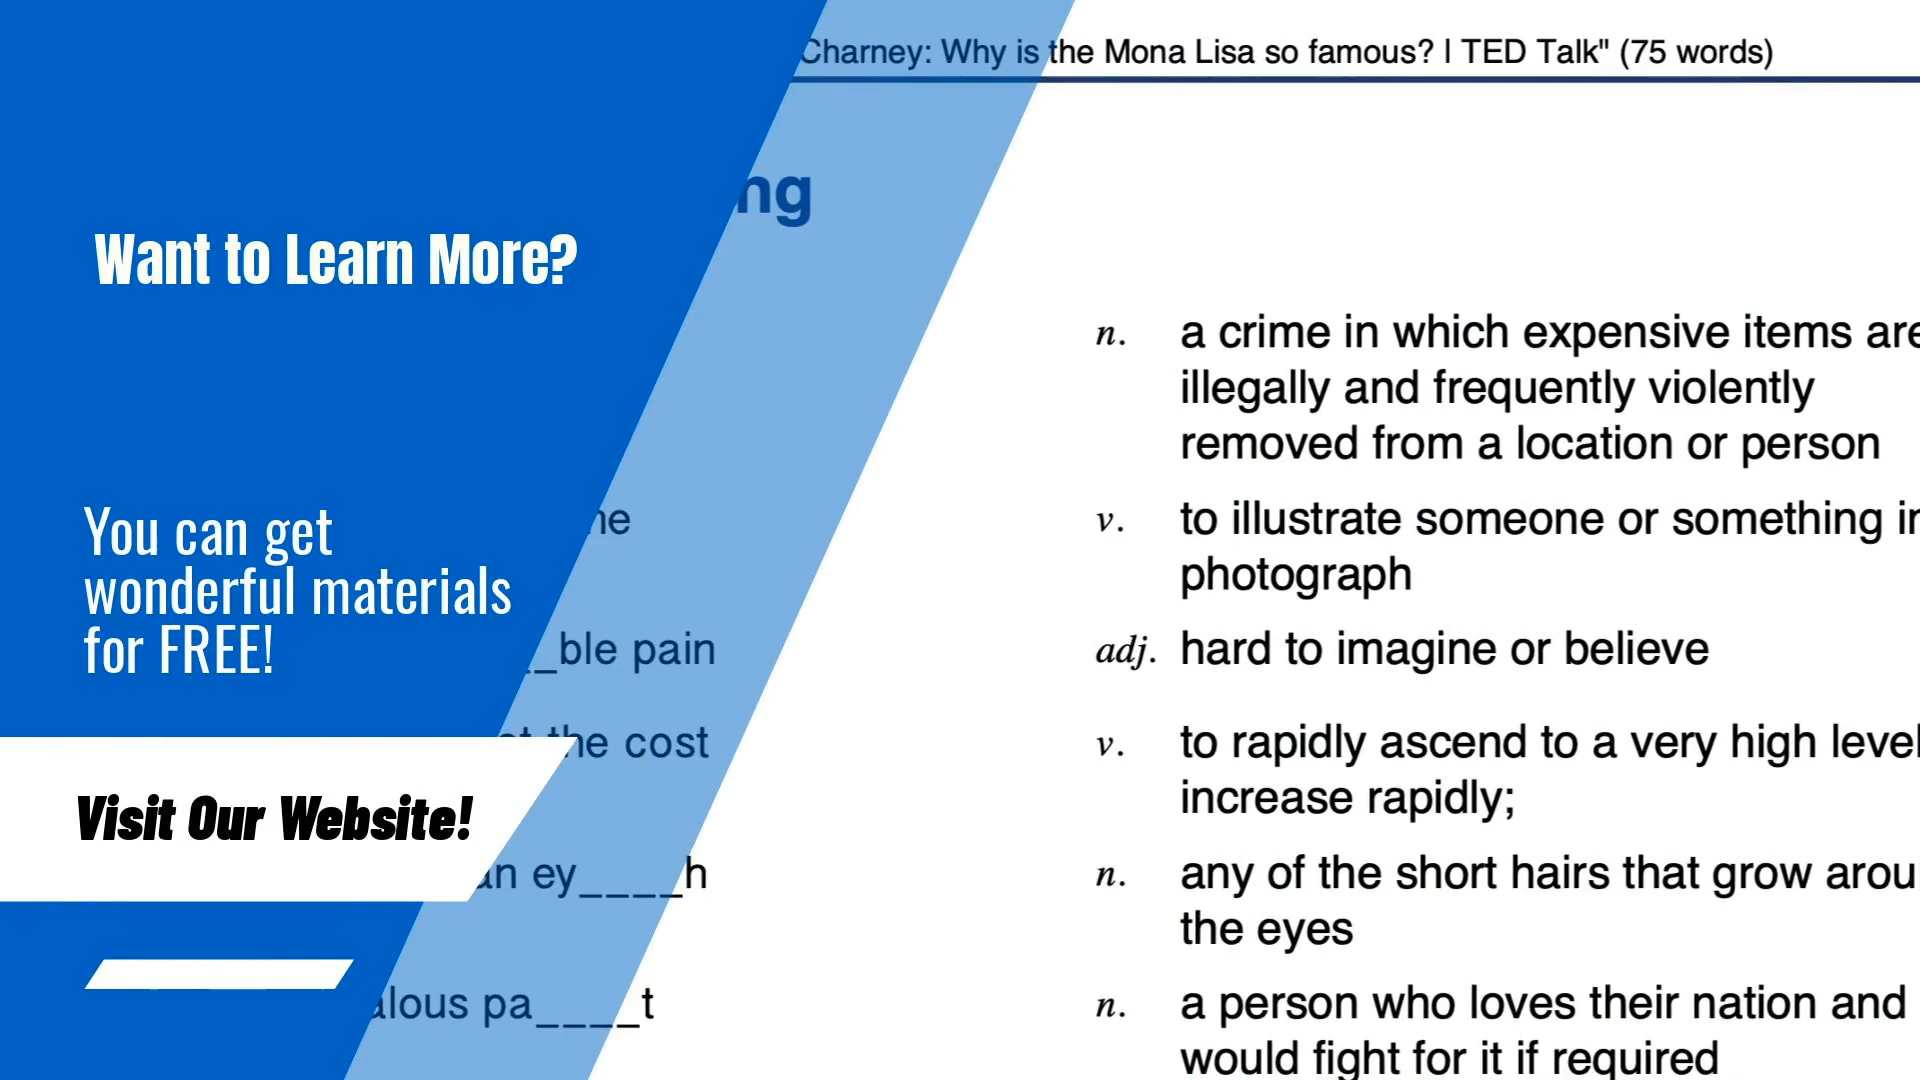 Charney: Why is the Mona Lisa so famous? | TED Talk" (75 words)
ng
Want to Learn More?
You can get
wonderful materials
for FREE!
Visit Our Website!
ne
_ble pain
the cost
an ey____h
alous pa____t
n. a crime in which expensive items are
illegally and frequently violently
removed from a location or person
v. to illustrate someone or something in
photograph
adj. hard to imagine or believe
v. to rapidly ascend to a very high level
increase rapidly;
n. any of the short hairs that grow arou
the eyes
n. a person who loves their nation and
would fight for it if required